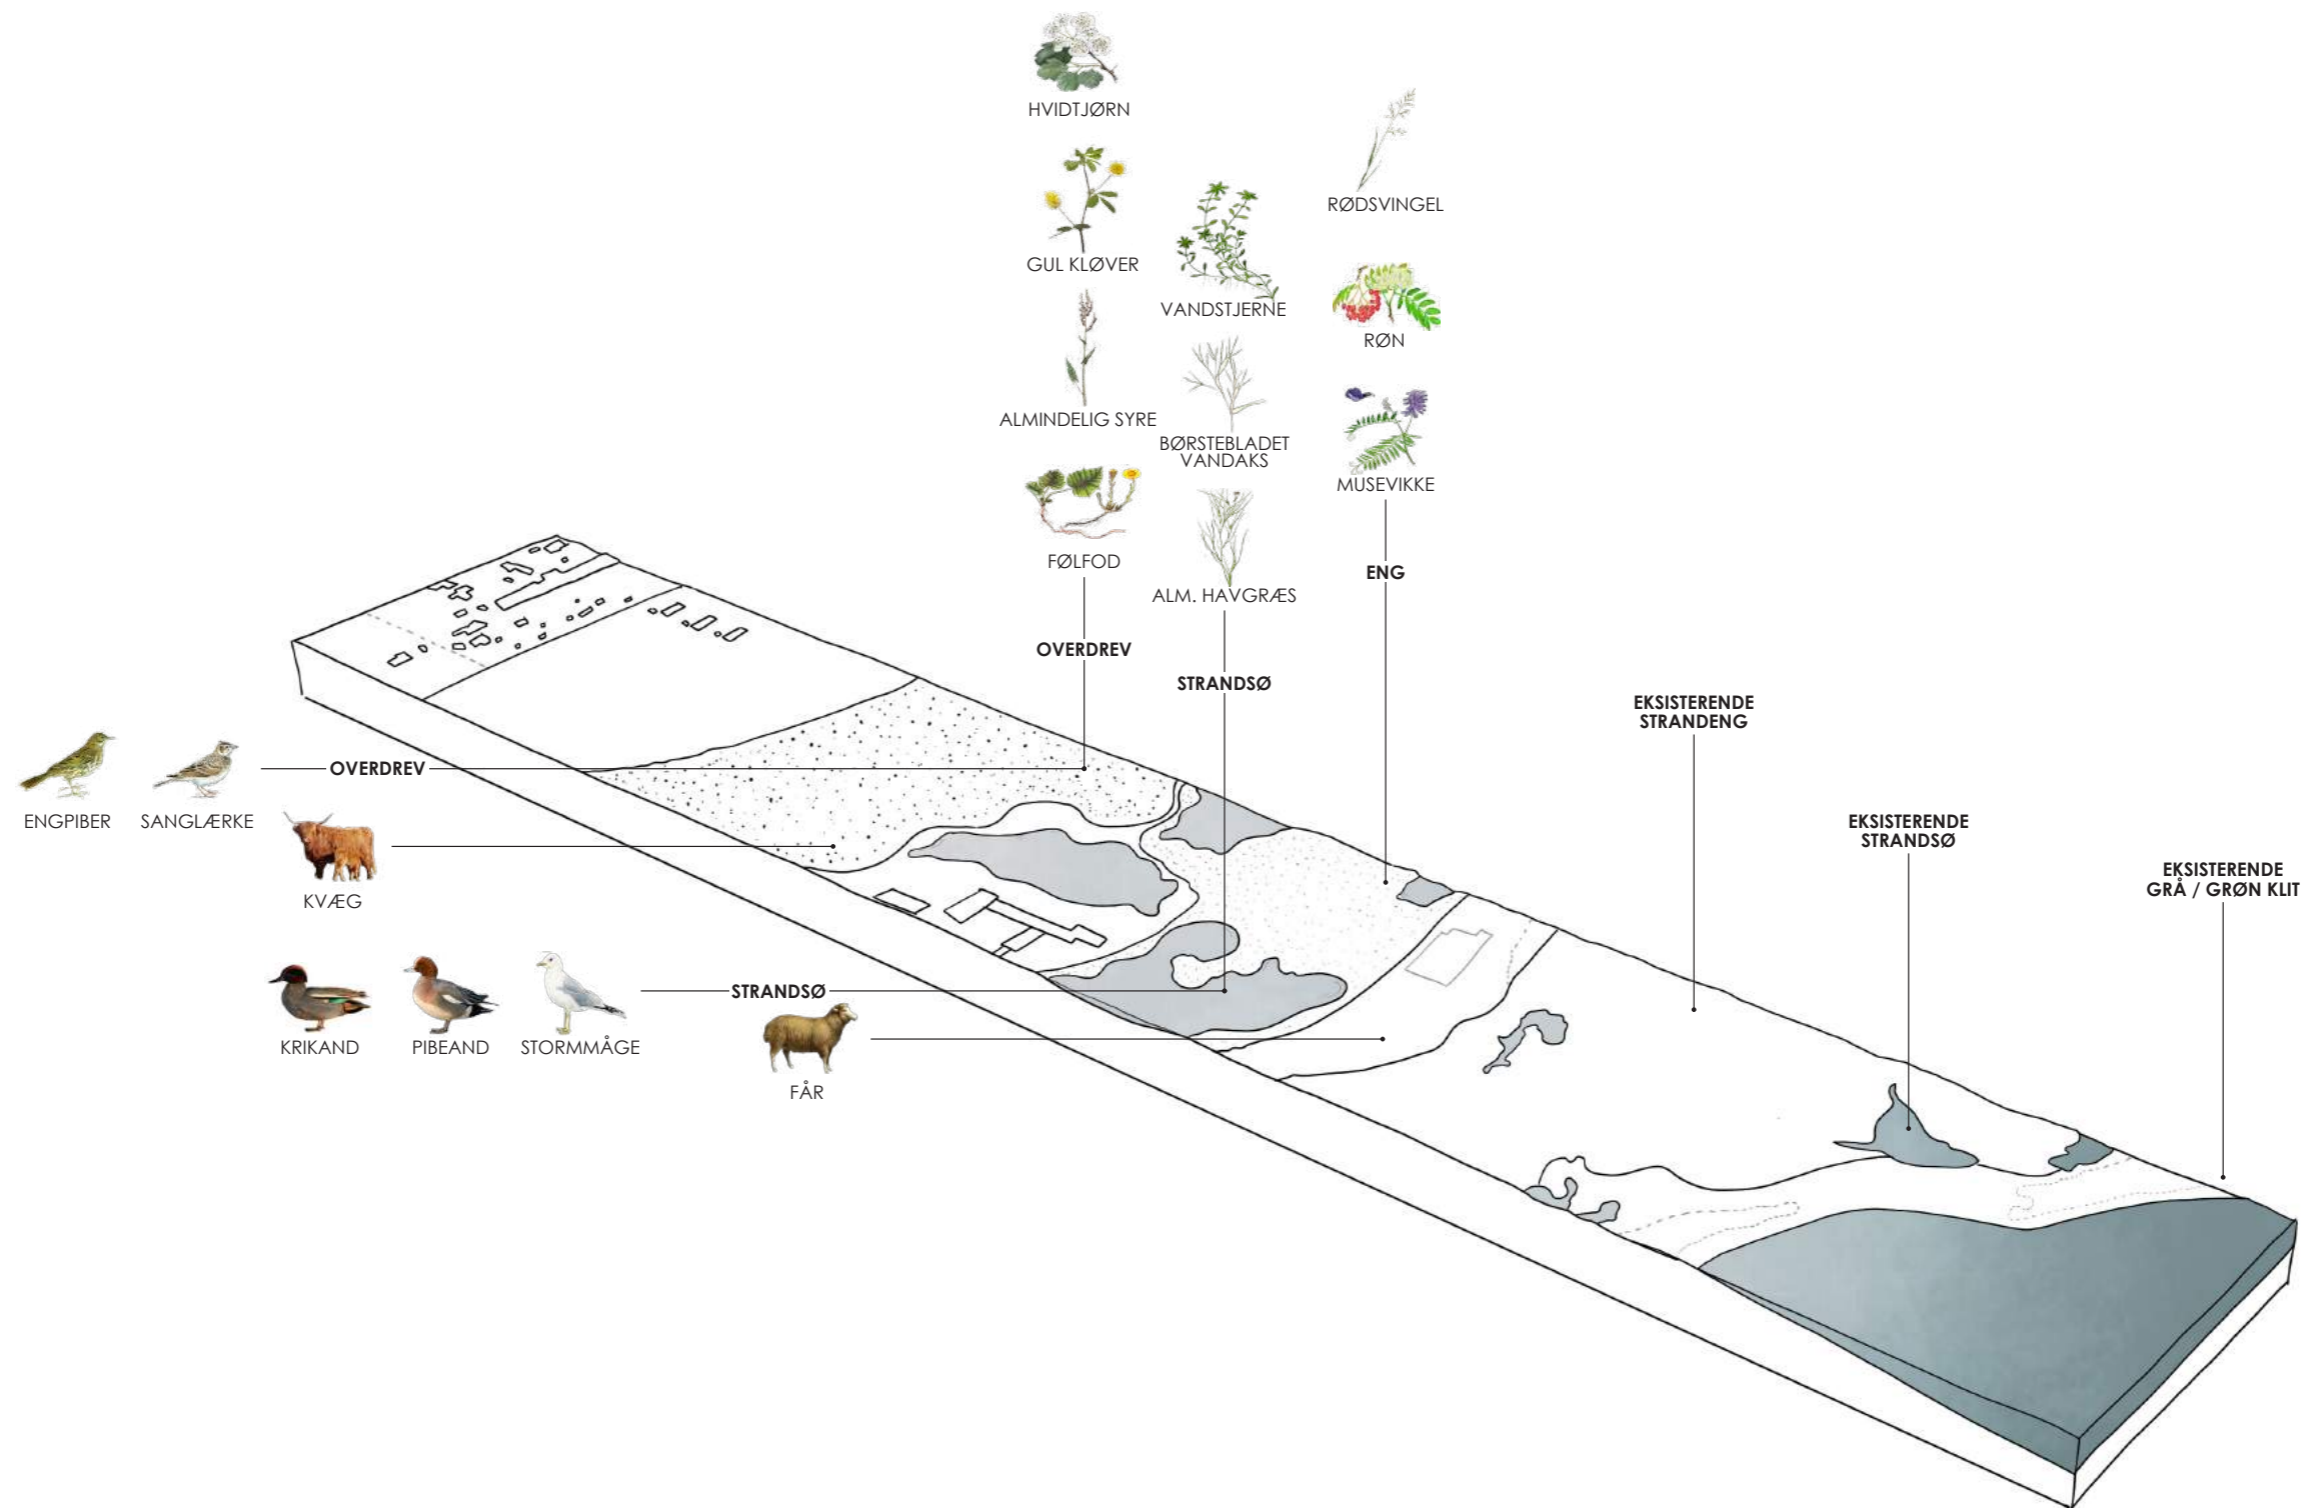 HVIDTJØRN
GUL KLØVER
ALMINDELIG SYRE
FØLFOD
OVERDREV
VANDSTJERNE
BØRSTEBLADET
VANDAKS
ALM. HAVGRÆS
STRANDSØ
RØDSVINGEL
RØN
MUSEVIKKE
ENG
EKSISTERENDE
STRANDENG
EKSISTERENDE
STRANDSØ
EKSISTERENDE
GRÅ / GRØN KLIT
OVERDREV
ENGPIBER
SANGLÆRKE
KVÆG
STRANDSØ
KRIKAND
PIBEAND
STORMMÅGE
FÅR